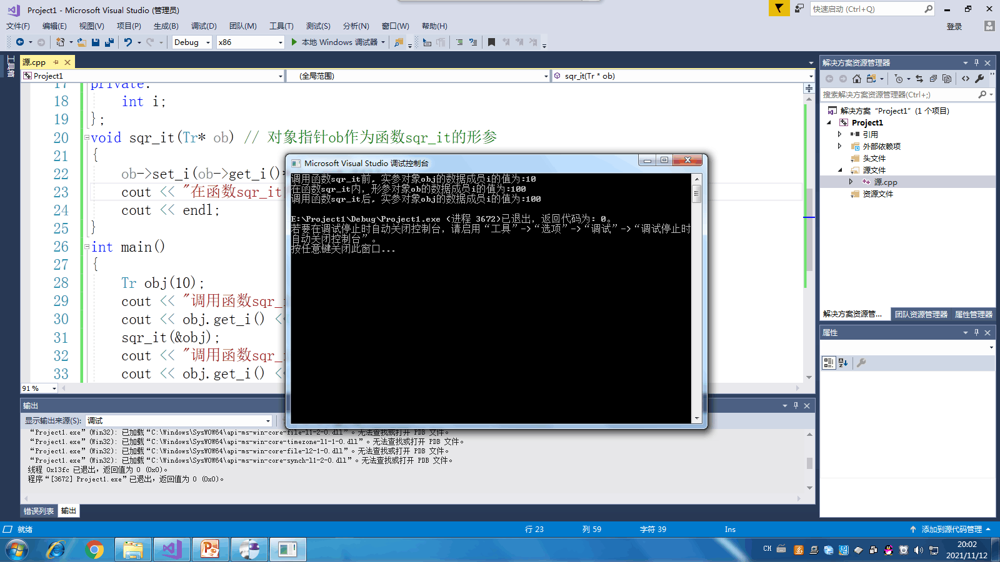 Project1 - Microsoft Visual Studio (管理员)
快速启动 (Ctrl+Q)
文件(F) 编辑(E) 视图(V) 项目(P) 生成(B) 调试(D) 团队(M) 工具(T) 测试(S) 分析(N) 窗口(W) 帮助(H)
登录
Debug x86 本地 Windows 调试器
工具箱
源.cpp
Project1 (全局范围) sqr_it(Tr * ob)
17 private:
18 int i;
19 };
20 void sqr_it(Tr* ob) // 对象指针ob作为函数sqr_it的形参
21 {
22 ob->set_i(ob->get_i()*
23 cout << "在函数sqr_it
24 cout << endl;
25 }
26 int main()
27 {
28 Tr obj(10);
29 cout << "调用函数sqr_i
30 cout << obj.get_i() <<
31 sqr_it(&obj);
32 cout << "调用函数sqr_i
33 cout << obj.get_i() <<
91 %
Microsoft Visual Studio 调试控制台
调用函数sqr_it前，实参对象obj的数据成员i的值为:10
在函数sqr_it内，形参对象ob的数据成员i的值为:100
调用函数sqr_it后，实参对象obj的数据成员i的值为:100
E:\Project1\Debug\Project1.exe (进程 3672)已退出，返回代码为: 0。
若要在调试停止时自动关闭控制台，请启用“工具”->“选项”->“调试”->“调试停止时
自动关闭控制台”。
按任意键关闭此窗口...
输出
显示输出来源(S): 调试
“Project1.exe”(Win32): 已加载“C:\Windows\SysWOW64\api-ms-win-core-file-l1-2-0.dll”。无法查找或打开 PDB 文件。
“Project1.exe”(Win32): 已加载“C:\Windows\SysWOW64\api-ms-win-core-timezone-l1-1-0.dll”。无法查找或打开 PDB 文件。
“Project1.exe”(Win32): 已加载“C:\Windows\SysWOW64\api-ms-win-core-file-l2-1-0.dll”。无法查找或打开 PDB 文件。
“Project1.exe”(Win32): 已加载“C:\Windows\SysWOW64\api-ms-win-core-synch-l1-2-0.dll”。无法查找或打开 PDB 文件。
线程 0x13fc 已退出，返回值为 0 (0x0)。
程序“[3672] Project1.exe”已退出，返回值为 0 (0x0)。
错误列表 输出
解决方案资源管理器
搜索解决方案资源管理器(Ctrl+;)
解决方案 “Project1” (1 个项目)
Project1
引用
外部依赖项
头文件
源文件
源.cpp
资源文件
解决方案资源管... 团队资源管理器 属性管理器
属性
就绪 行 23 列 59 字符 39 Ins 添加到源代码管理
CH 20:02
2021/11/12